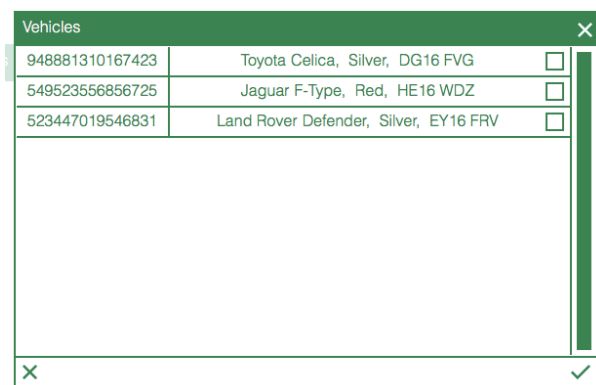 Vehicles
948881310167423 Toyota Celica, Silver, DG16 FVG
549523556856725 Jaguar F-Type, Red, HE16 WDZ
523447019546831 Land Rover Defender, Silver, EY16 FRV